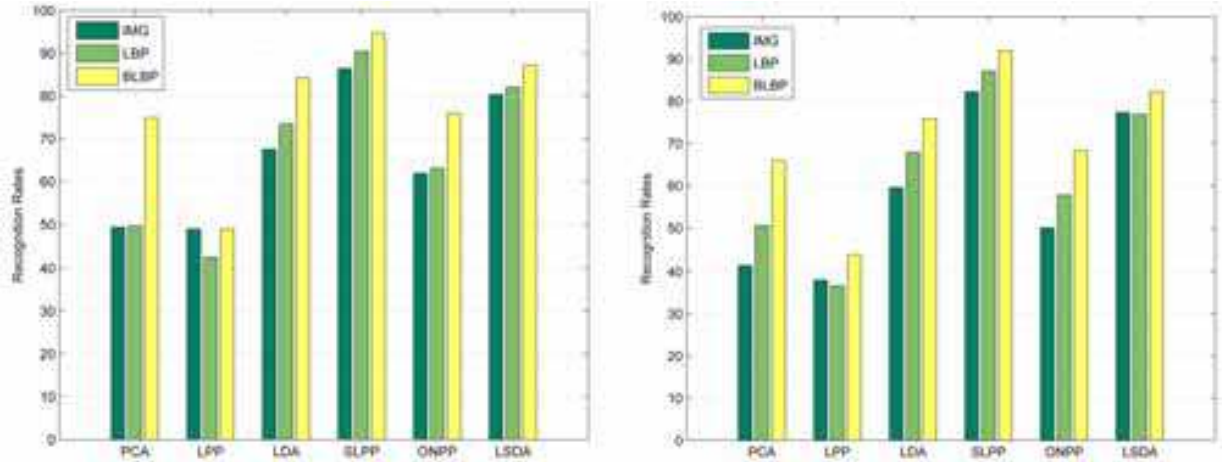 100
90
80
70
60
50
40
30
20
10
0
Recognition Rates
IMG
LBP
BLBP
PCA LPP LDA SLPP ONPP LSDA
100
90
80
70
60
50
40
30
20
10
0
Recognition Rates
IMG
LBP
BLBP
PCA LPP LDA SLPP ONPP LSDA